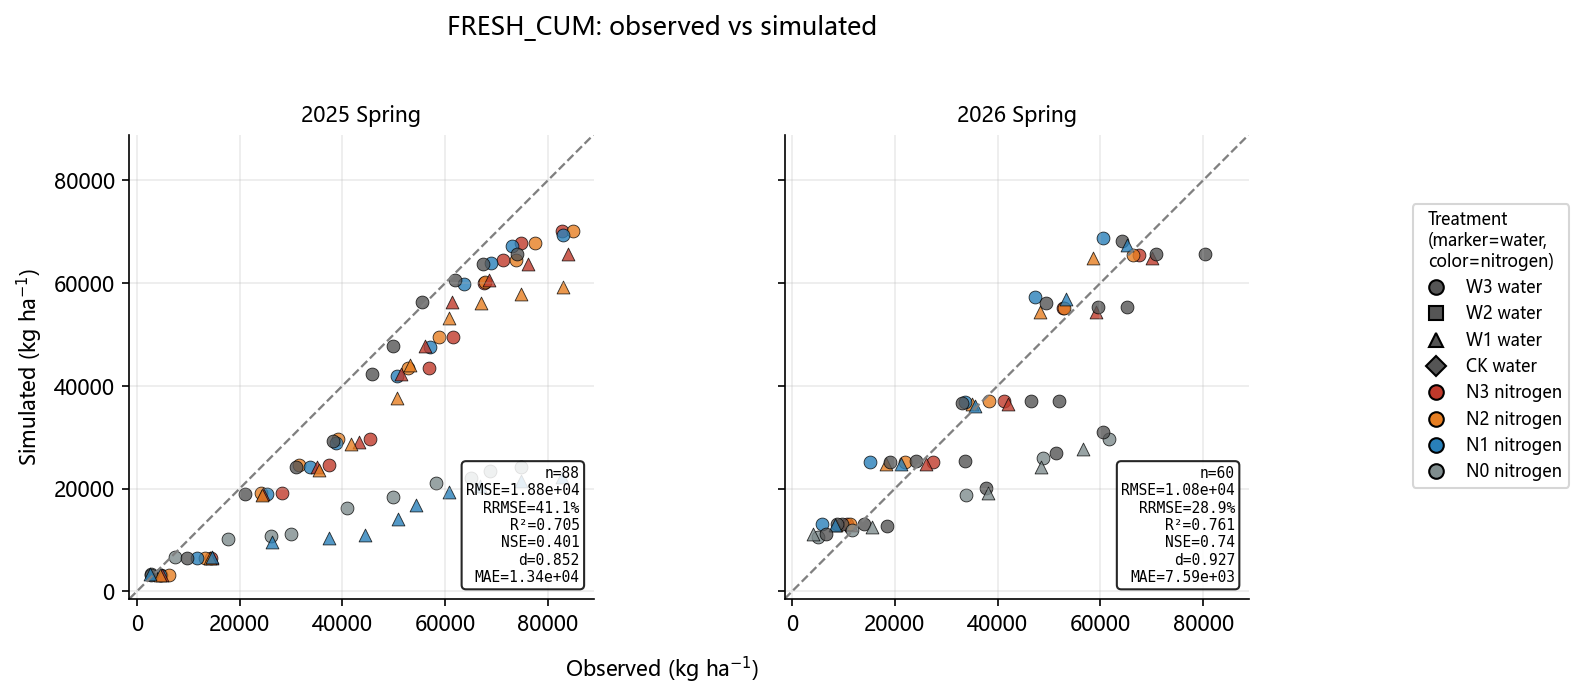 FRESH_CUM: observed vs simulated
2025 Spring
2026 Spring
Simulated (kg ha⁻¹)
80000
60000
40000
20000
0
n=88
RMSE=1.88e+04
RRMSE=41.1%
R²=0.705
NSE=0.401
d=0.852
MAE=1.34e+04
0 20000 40000 60000 80000
n=60
RMSE=1.08e+04
RRMSE=28.9%
R²=0.761
NSE=0.74
d=0.927
MAE=7.59e+03
0 20000 40000 60000 80000
Observed (kg ha⁻¹)
Treatment
(marker=water,
color=nitrogen)
W3 water
W2 water
W1 water
CK water
N3 nitrogen
N2 nitrogen
N1 nitrogen
N0 nitrogen